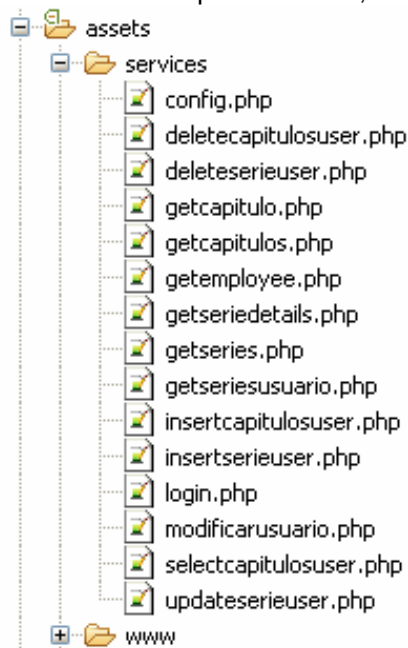 assets
services
config.php
deletecapitulosuser.php
deleteserieuser.php
getcapitulo.php
getcapitulos.php
getemployee.php
getseriedetails.php
getseries.php
getseriesusuario.php
insertcapitulosuser.php
insertserieuser.php
login.php
modificarusuario.php
selectcapitulosuser.php
updateserieuser.php
www